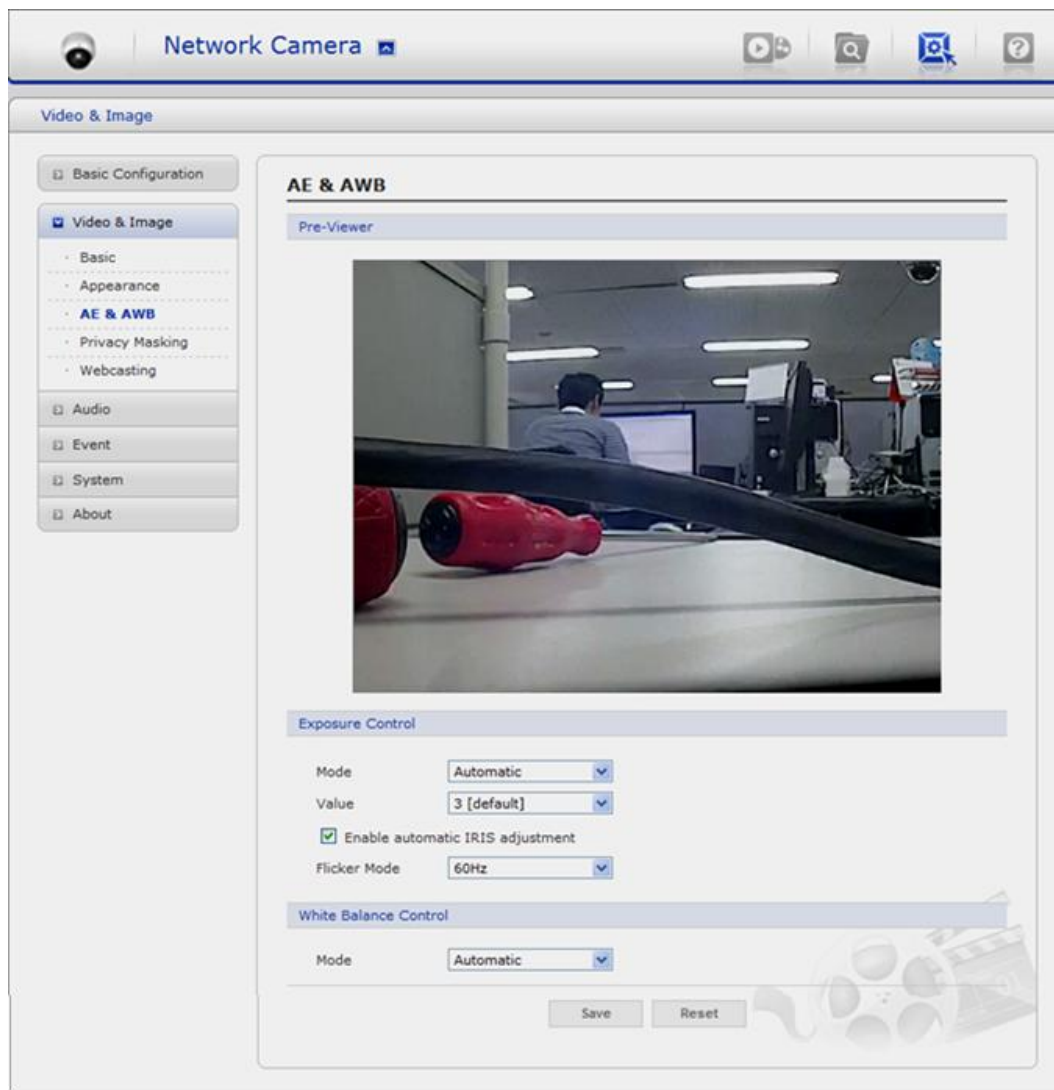 Network Camera
Video & Image
Basic Configuration
Video & Image
Basic
Appearance
AE & AWB
Privacy Masking
Webcasting
Audio
Event
System
About
AE & AWB
Pre-Viewer
Exposure Control
Mode Automatic
Value 3 [default]
Enable automatic IRIS adjustment
Flicker Mode 60Hz
White Balance Control
Mode Automatic
Save Reset